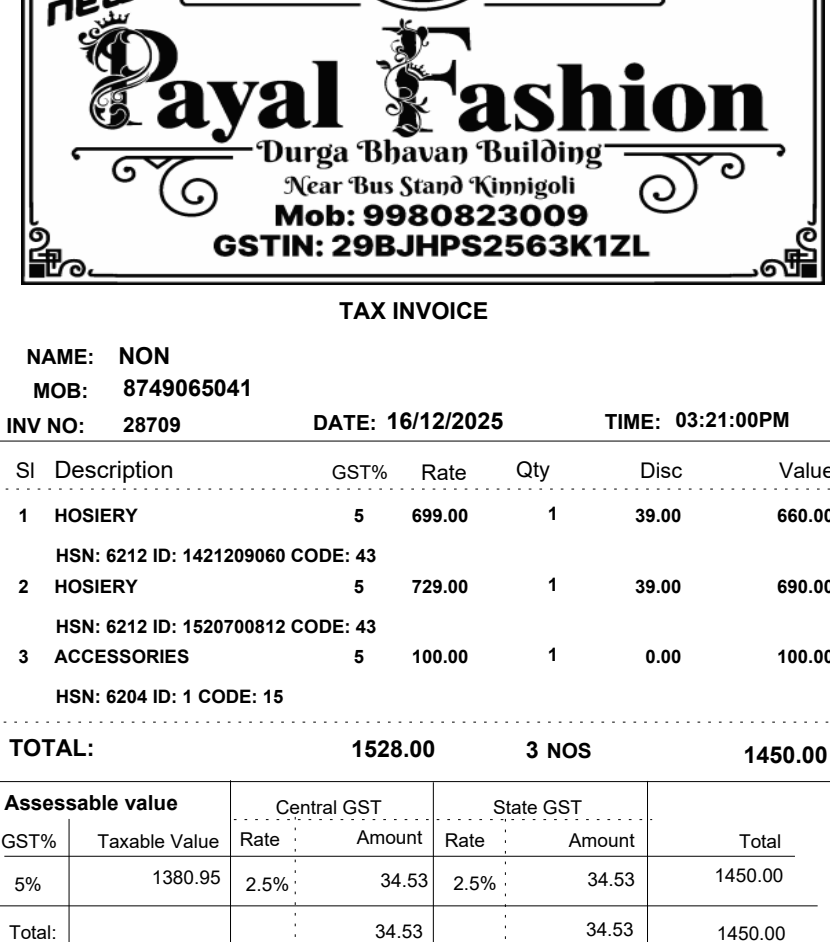 new
Payal Fashion
Durga Bhavan Building
Near Bus Stand Kinnigoli
Mob: 9980823009
GSTIN: 29BJHPS2563K1ZL
TAX INVOICE
NAME: NON
MOB: 8749065041
INV NO: 28709 DATE: 16/12/2025 TIME: 03:21:00PM
Sl Description GST% Rate Qty Disc Value
1 HOSIERY 5 699.00 1 39.00 660.00
HSN: 6212 ID: 1421209060 CODE: 43
2 HOSIERY 5 729.00 1 39.00 690.00
HSN: 6212 ID: 1520700812 CODE: 43
3 ACCESSORIES 5 100.00 1 0.00 100.00
HSN: 6204 ID: 1 CODE: 15
TOTAL: 1528.00 3 NOS 1450.00
Assessable value Central GST State GST
GST% Taxable Value Rate Amount Rate Amount Total
5% 1380.95 2.5% 34.53 2.5% 34.53 1450.00
Total: 34.53 34.53 1450.00